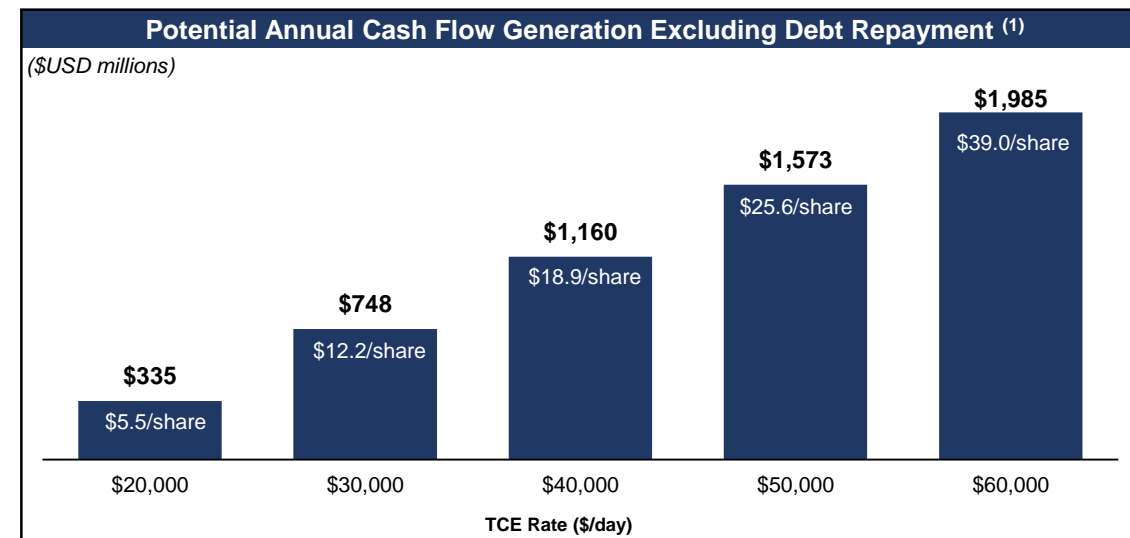 Potential Annual Cash Flow Generation Excluding Debt Repayment (1)
($USD millions)
$1,985
$39.0/share
$1,573
$25.6/share
$1,160
$18.9/share
$748
$12.2/share
$335
$5.5/share
$20,000 $30,000 $40,000 $50,000 $60,000
TCE Rate ($/day)